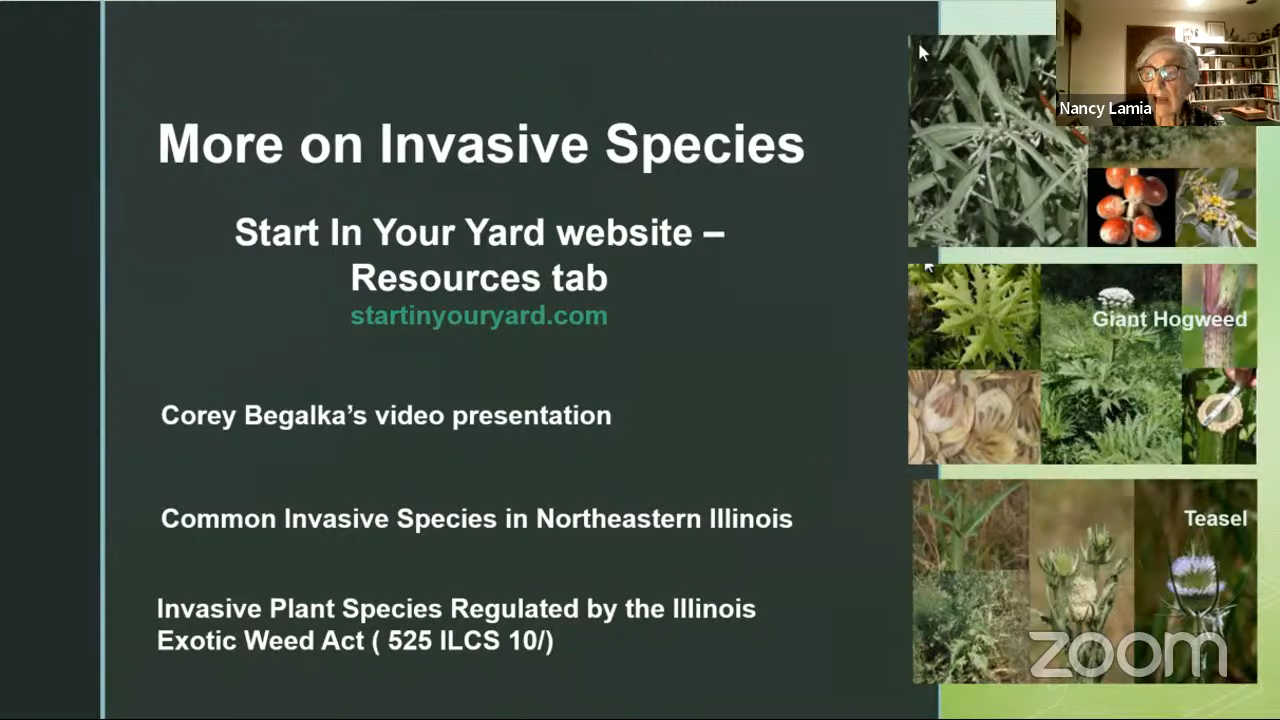 More on Invasive Species
Start In Your Yard website –
Resources tab
startinyouryard.com
Corey Begalka’s video presentation
Common Invasive Species in Northeastern Illinois
Invasive Plant Species Regulated by the Illinois
Exotic Weed Act ( 525 ILCS 10/)
Nancy Lamia
Giant Hogweed
Teasel
zoom